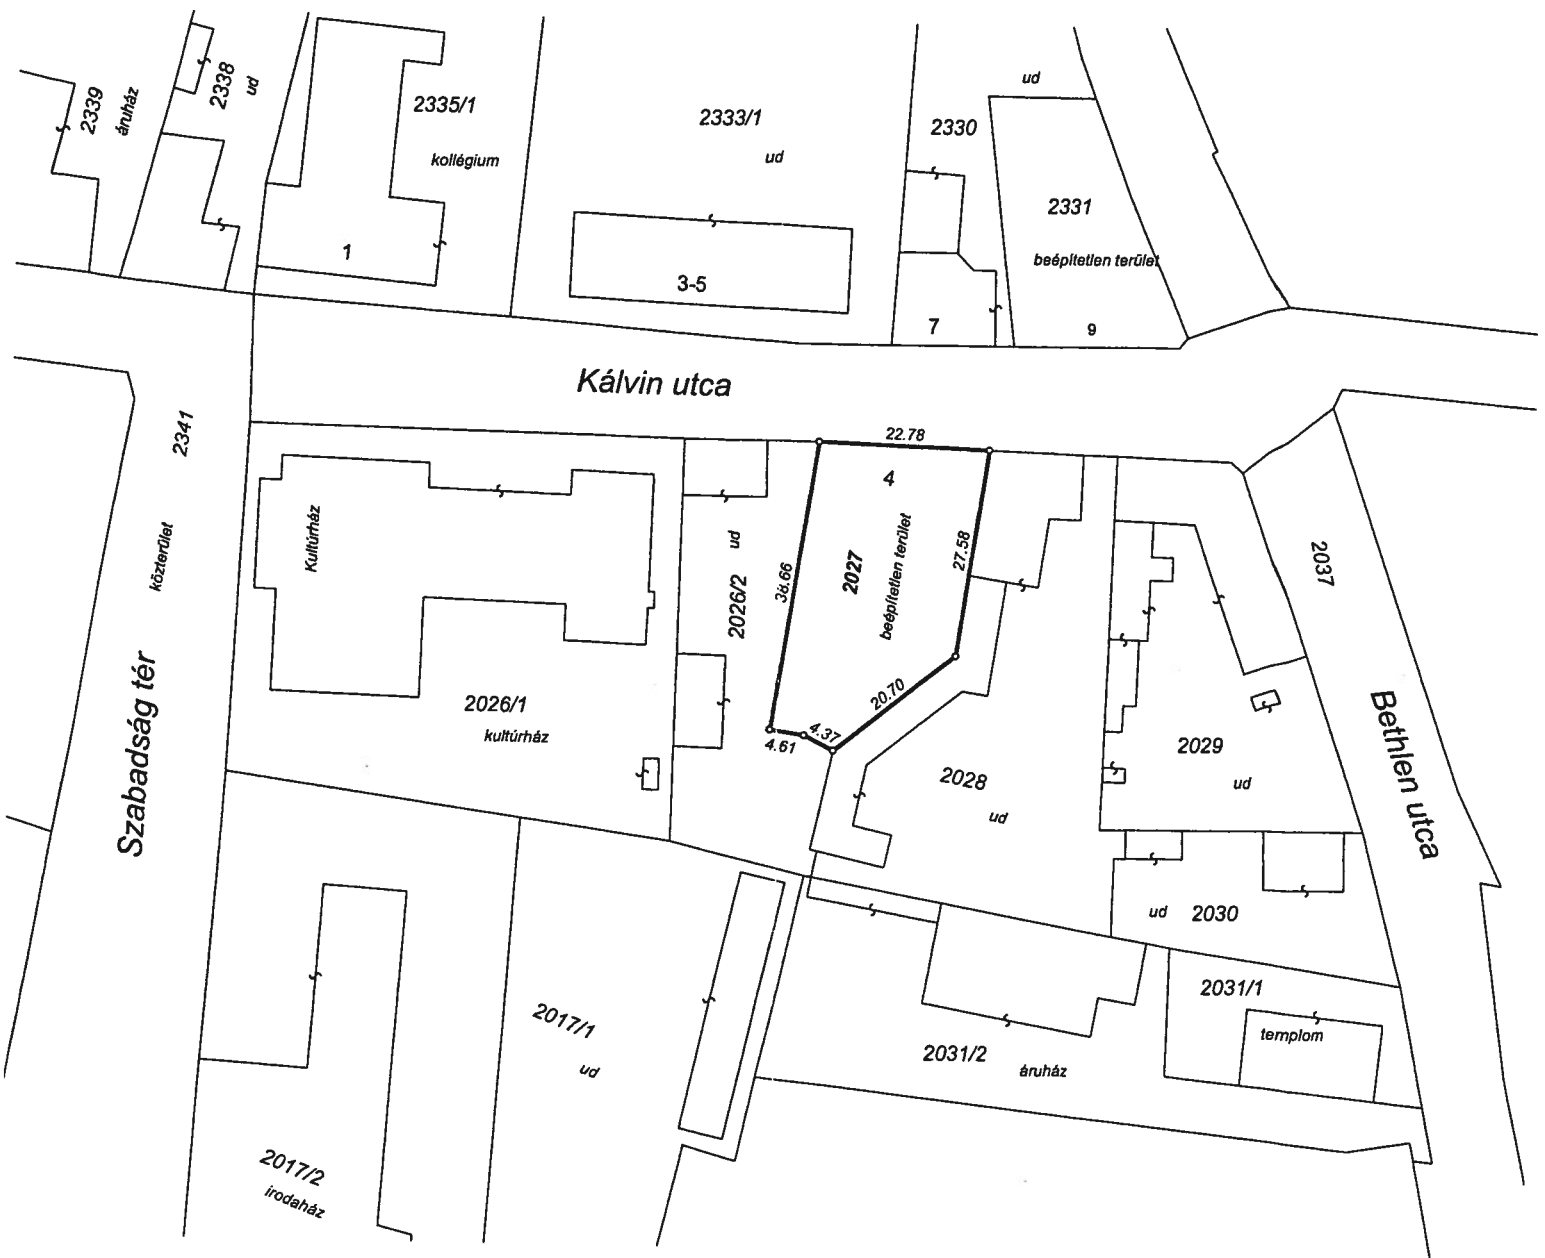 2339
áruház
2338
ud
2335/1
kollégium
1
2333/1
ud
3-5
2330
ud
7
2331
beépítetlen terület
9
Kálvin utca
2341
közterület
Szabadság tér
Kultúrház
2026/1
kultúrház
2026/2
ud
22.78
4
38.66
2027
beépítetlen terület
27.58
20.70
4.37
4.61
2028
ud
2029
ud
2037
Bethlen utca
ud 2030
2031/1
templom
2031/2
áruház
2017/1
ud
2017/2
irodaház